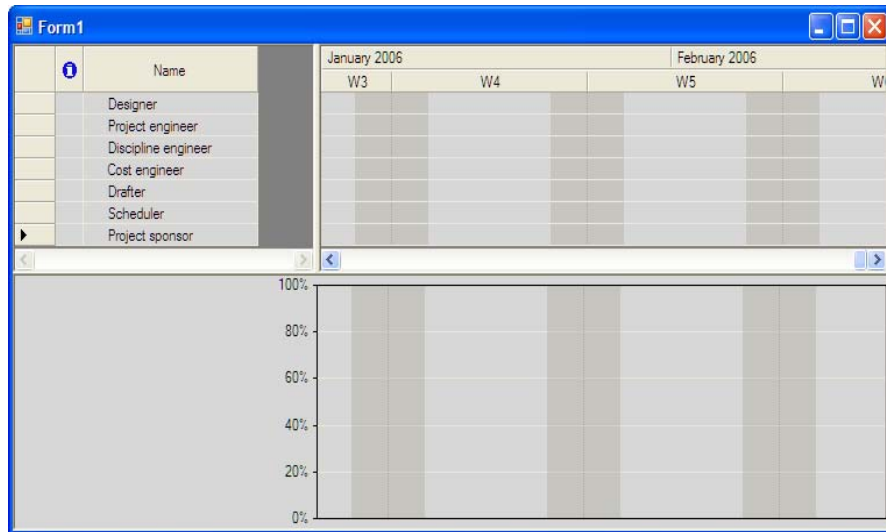 Form1
Name
January 2006 February 2006
W3 W4 W5 W
Designer
Project engineer
Discipline engineer
Cost engineer
Drafter
Scheduler
Project sponsor
100%
80%
60%
40%
20%
0%